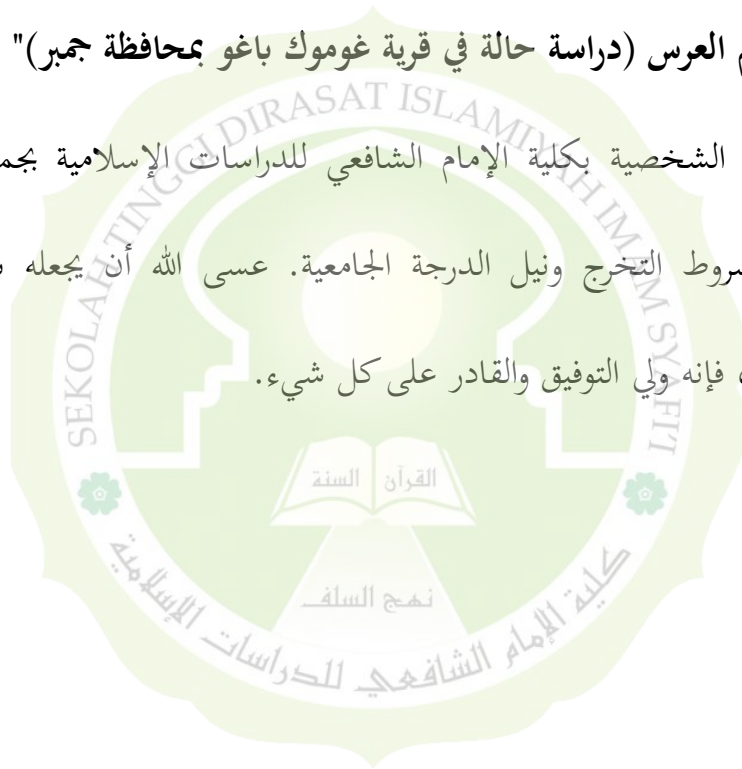 العرس (دراسة حالة في قرية غوموك باغو بمحافظة جمبر)"
الشخصية بكلية الإمام الشافعي للدراسات الإسلامية بجم
روط التخرج ونيل الدرجة الجامعية. عسى الله أن يجعله
فإنه ولي التوفيق والقادر على كل شيء.
SEKOLAH TINGGI DIRASAT ISLAMIYAH IMAM SYAFI'I
القرآن السنة
نهج السلف
كلية الإمام الشافعي للدراسات الإسلامية